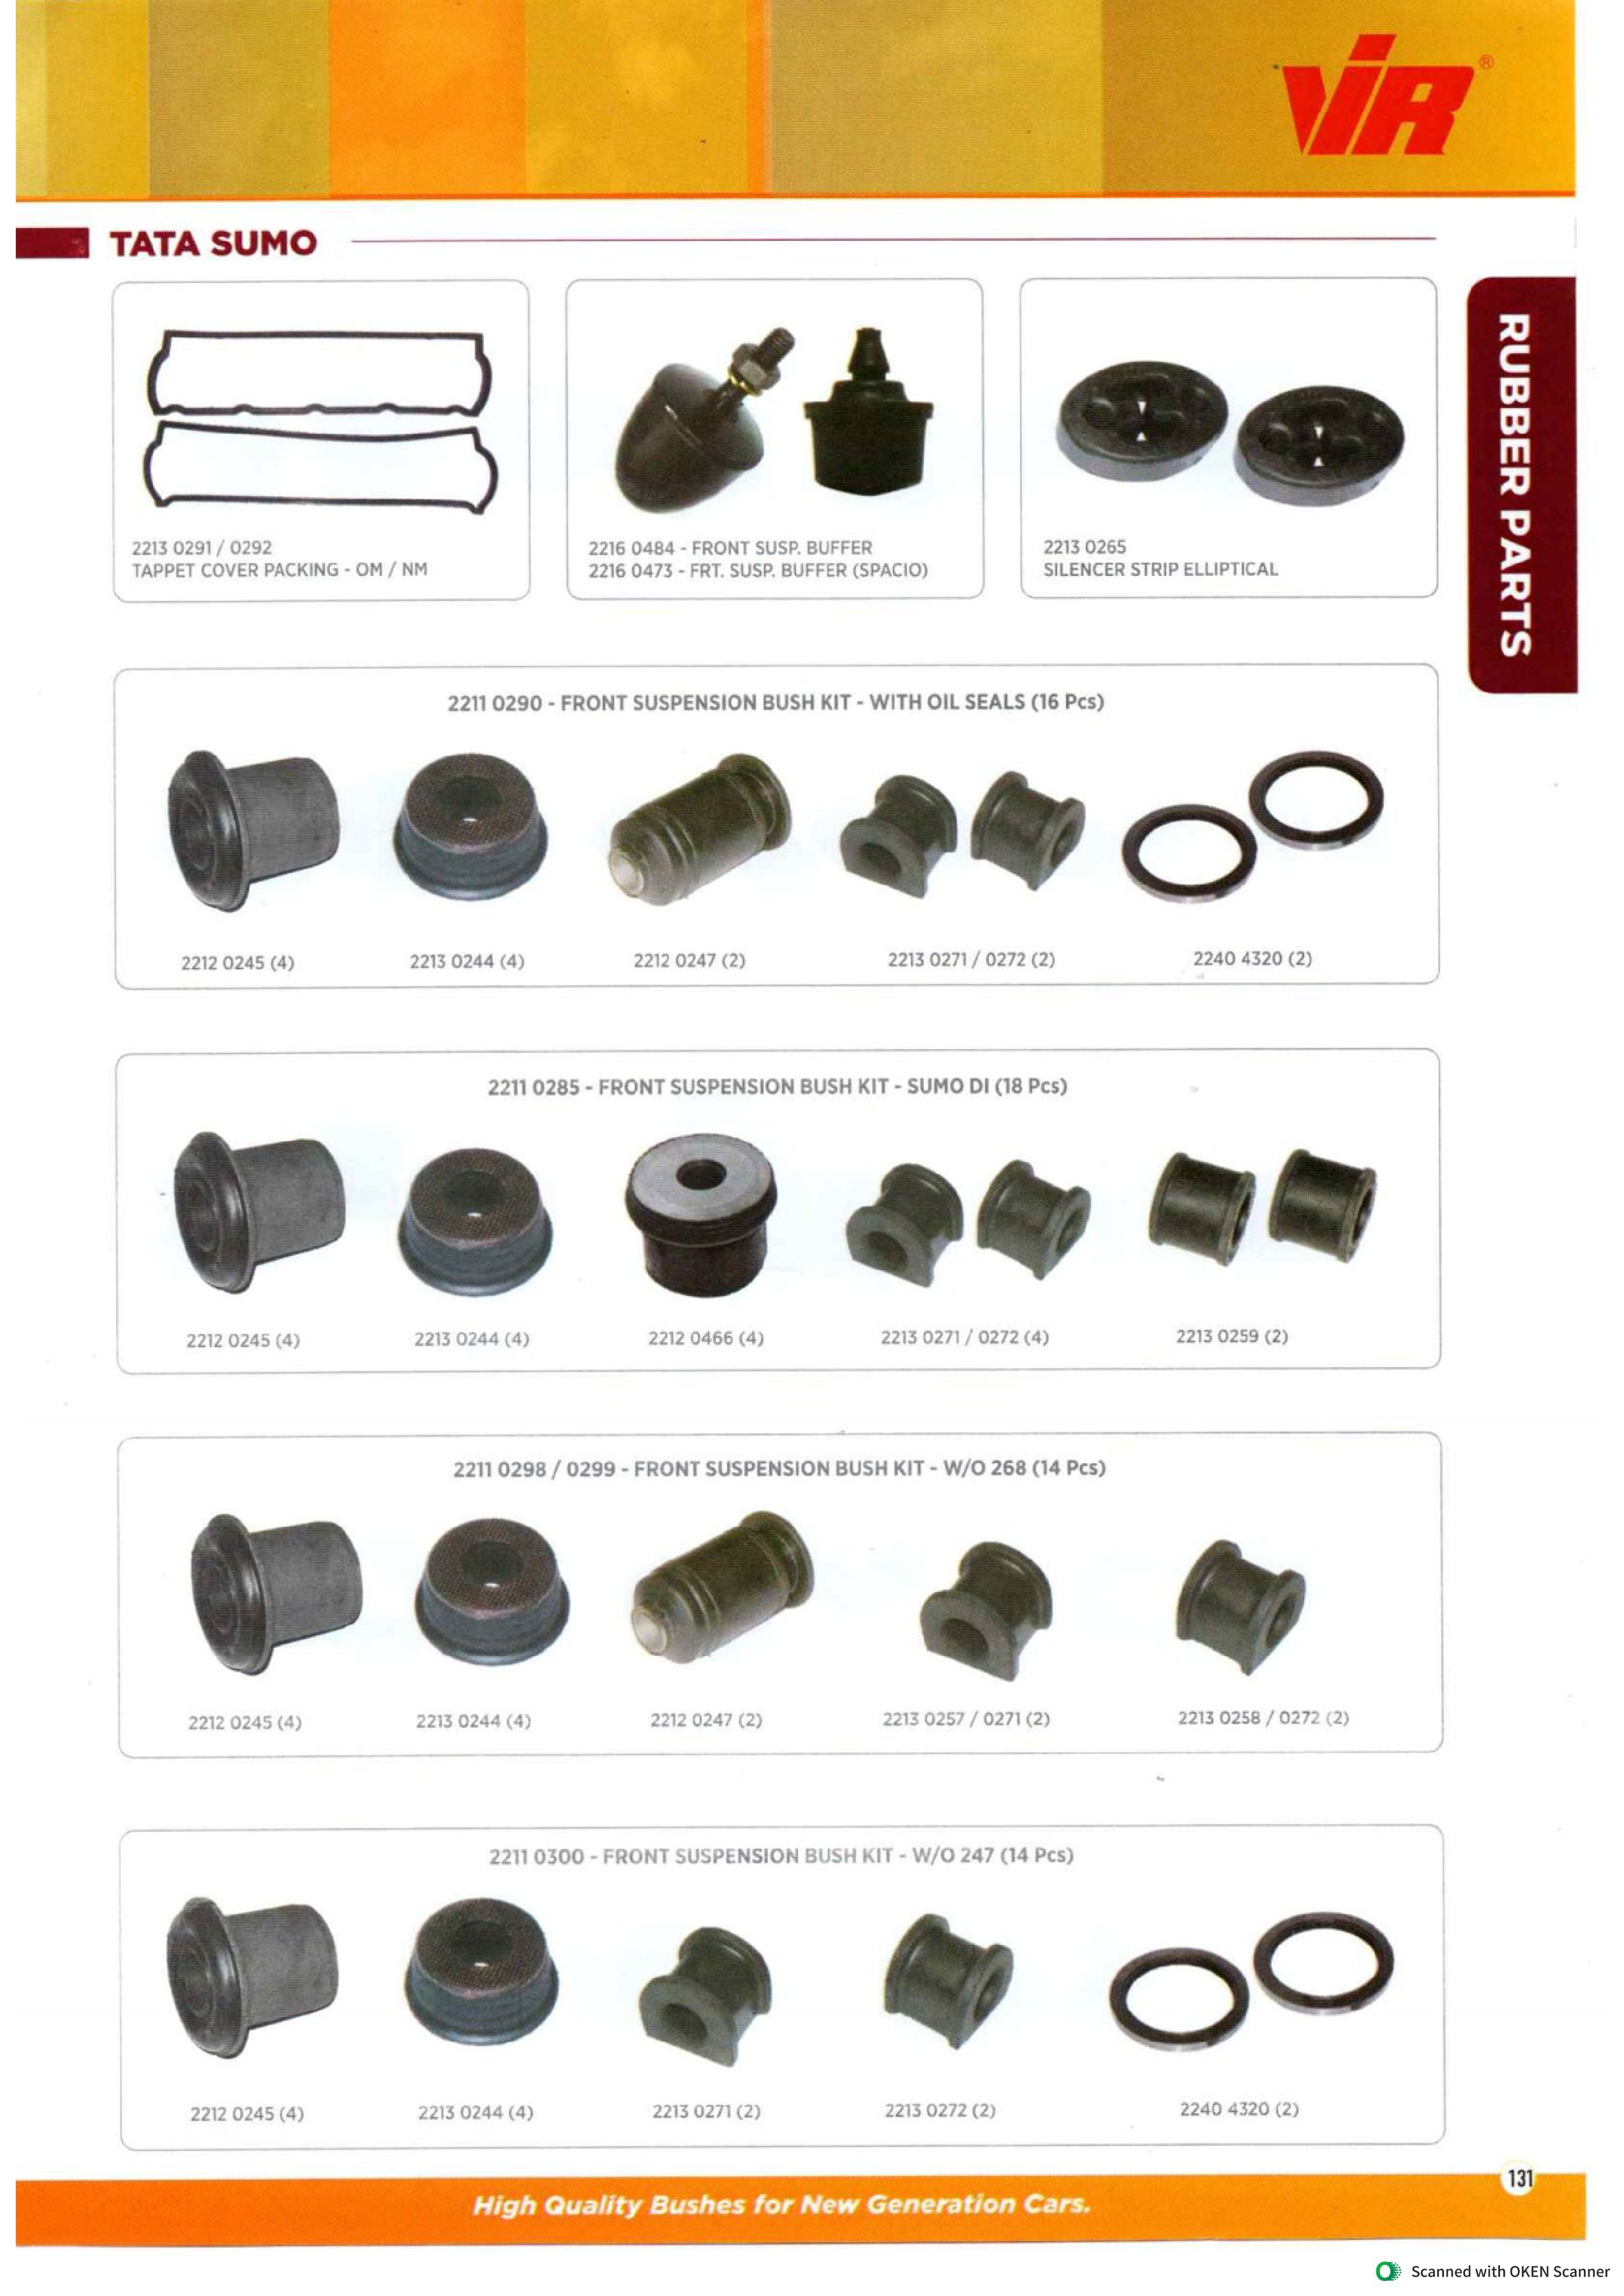 VIR®
TATA SUMO
RUBBER PARTS
2213 0291 / 0292
TAPPET COVER PACKING - OM / NM
2216 0484 - FRONT SUSP. BUFFER
2216 0473 - FRT. SUSP. BUFFER (SPACIO)
2213 0265
SILENCER STRIP ELLIPTICAL
2211 0290 - FRONT SUSPENSION BUSH KIT - WITH OIL SEALS (16 Pcs)
2212 0245 (4) 2213 0244 (4) 2212 0247 (2) 2213 0271 / 0272 (2) 2240 4320 (2)
2211 0285 - FRONT SUSPENSION BUSH KIT - SUMO DI (18 Pcs)
2212 0245 (4) 2213 0244 (4) 2212 0466 (4) 2213 0271 / 0272 (4) 2213 0259 (2)
2211 0298 / 0299 - FRONT SUSPENSION BUSH KIT - W/O 268 (14 Pcs)
2212 0245 (4) 2213 0244 (4) 2212 0247 (2) 2213 0257 / 0271 (2) 2213 0258 / 0272 (2)
2211 0300 - FRONT SUSPENSION BUSH KIT - W/O 247 (14 Pcs)
2212 0245 (4) 2213 0244 (4) 2213 0271 (2) 2213 0272 (2) 2240 4320 (2)
131
High Quality Bushes for New Generation Cars.
Scanned with OKEN Scanner